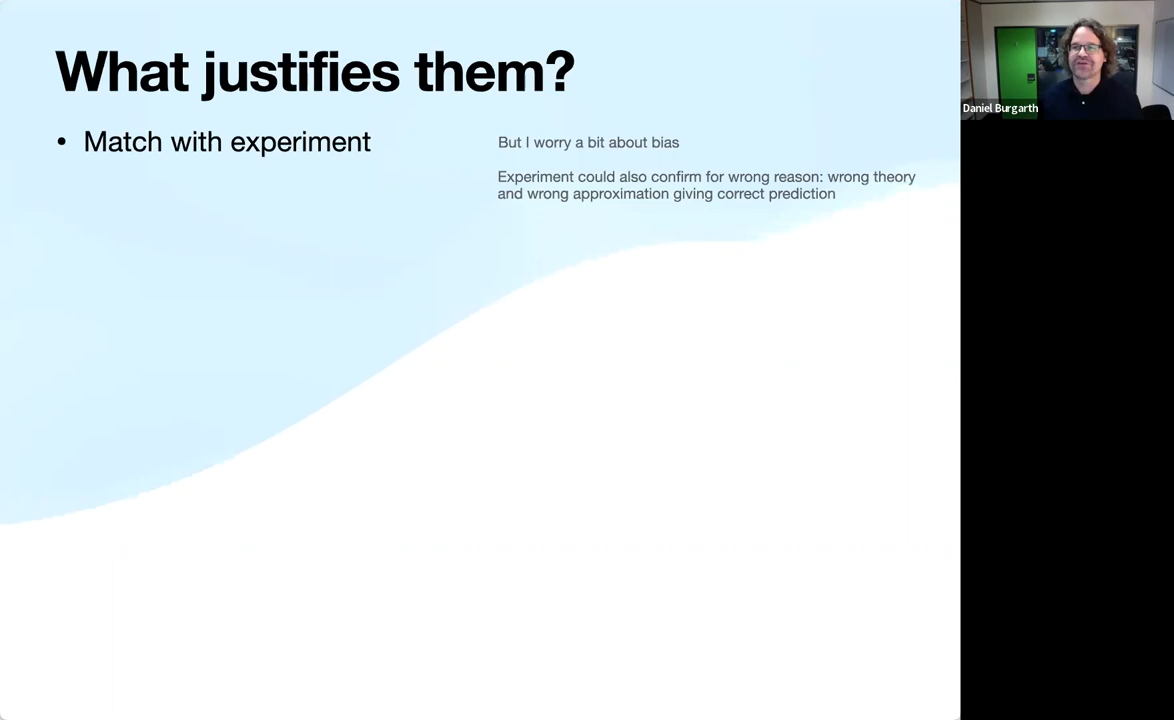 What justifies them?
• Match with experiment
But I worry a bit about bias
Experiment could also confirm for wrong reason: wrong theory
and wrong approximation giving correct prediction
Daniel Burgarth